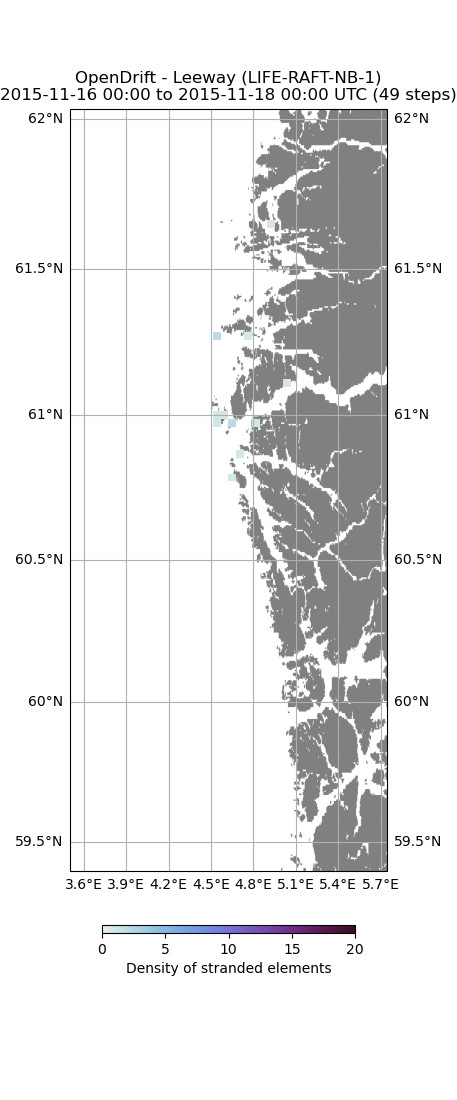 OpenDrift - Leeway (LIFE-RAFT-NB-1)
2015-11-16 00:00 to 2015-11-18 00:00 UTC (49 steps)
62°N 62°N
61.5°N 61.5°N
61°N 61°N
60.5°N 60.5°N
60°N 60°N
59.5°N 59.5°N
3.6°E 3.9°E 4.2°E 4.5°E 4.8°E 5.1°E 5.4°E 5.7°E
0 5 10 15 20
Density of stranded elements